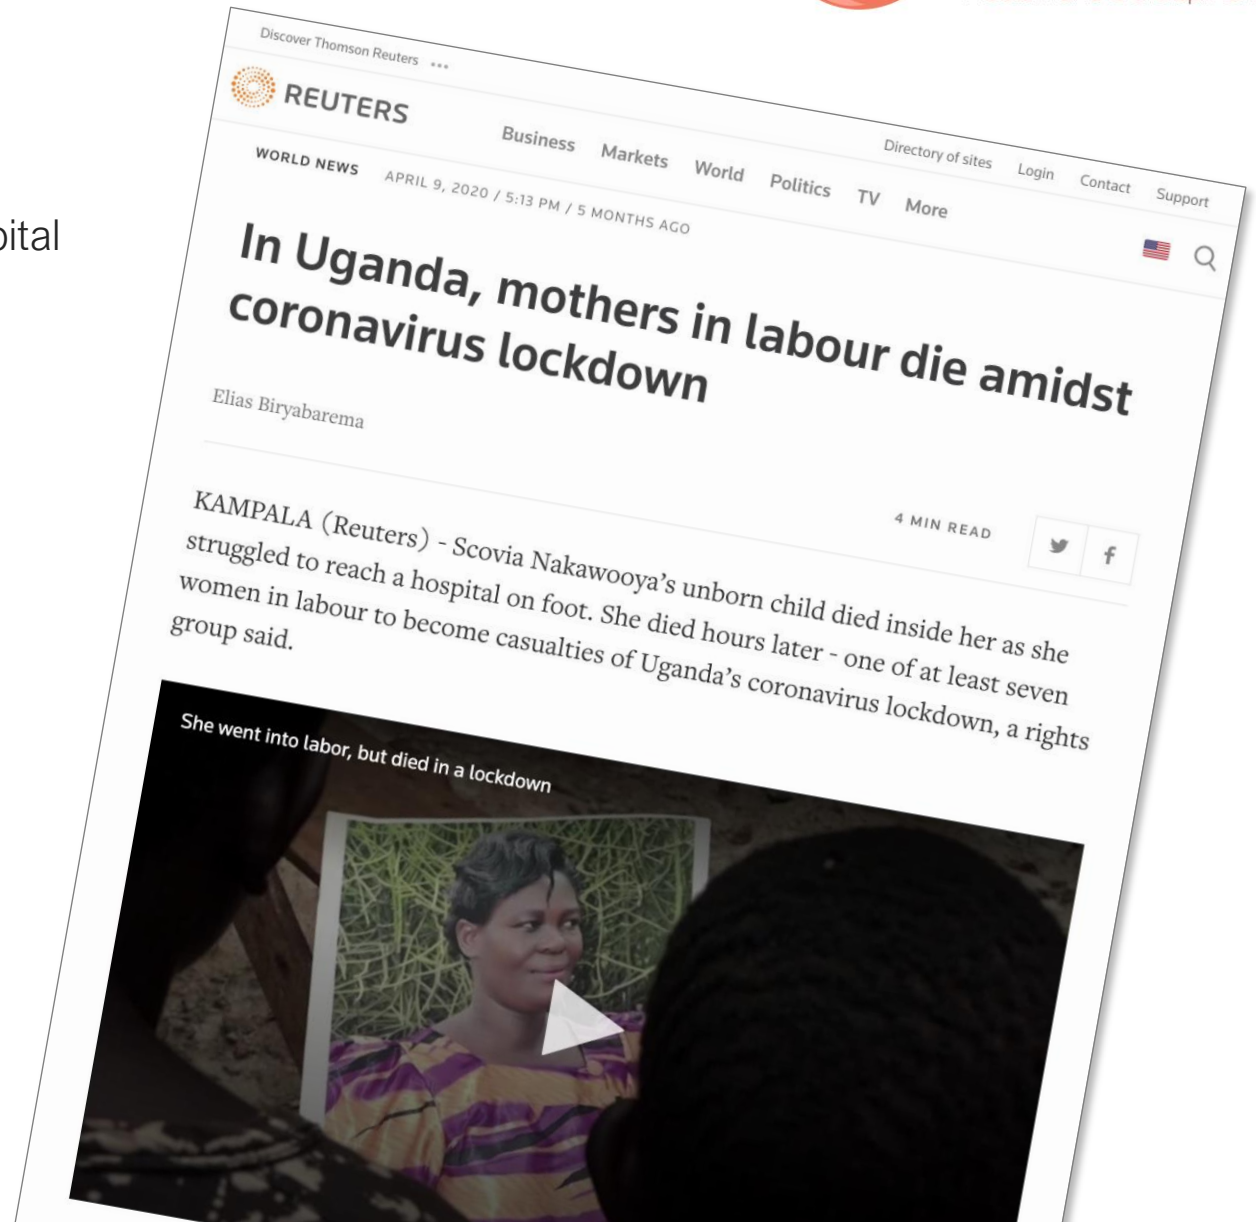 Discover Thomson Reuters •••
REUTERS
Business Markets World Politics TV More
Directory of sites Login Contact Support
WORLD NEWS APRIL 9, 2020 / 5:13 PM / 5 MONTHS AGO
In Uganda, mothers in labour die amidst
coronavirus lockdown
Elias Biryabarema
4 MIN READ
KAMPALA (Reuters) - Scovia Nakawooya’s unborn child died inside her as she
struggled to reach a hospital on foot. She died hours later - one of at least seven
women in labour to become casualties of Uganda’s coronavirus lockdown, a rights
group said.
She went into labor, but died in a lockdown